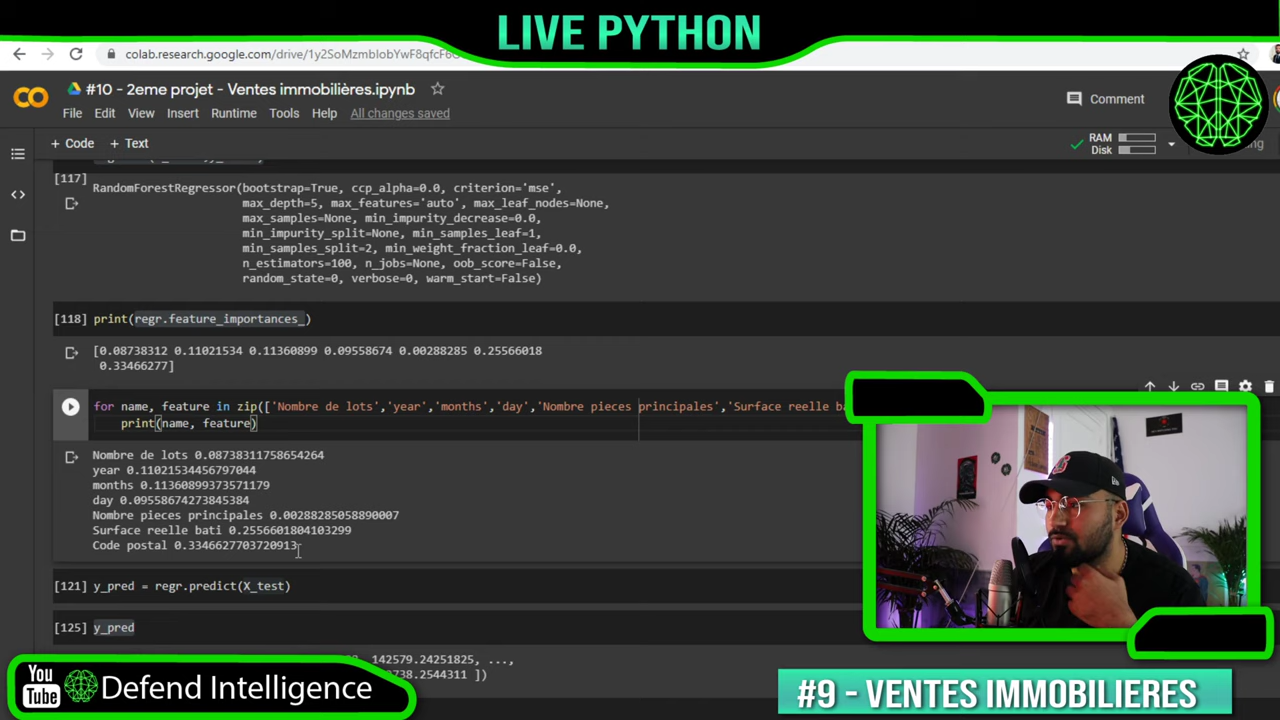 LIVE PYTHON
colab.research.google.com/drive/1y2SoMzmbIobYwF8qfcF6
#10 - 2eme projet - Ventes immobilières.ipynb
File Edit View Insert Runtime Tools Help All changes saved
Comment
RAM
Disk
+ Code + Text
[117]
RandomForestRegressor(bootstrap=True, ccp_alpha=0.0, criterion='mse',
max_depth=5, max_features='auto', max_leaf_nodes=None,
max_samples=None, min_impurity_decrease=0.0,
min_impurity_split=None, min_samples_leaf=1,
min_samples_split=2, min_weight_fraction_leaf=0.0,
n_estimators=100, n_jobs=None, oob_score=False,
random_state=0, verbose=0, warm_start=False)
[118] print(regr.feature_importances_)
[0.08738312 0.11021534 0.11360899 0.09558674 0.00288285 0.25566018
0.33466277]
for name, feature in zip(['Nombre de lots','year','months','day','Nombre pieces principales','Surface reelle ba
print(name, feature)
Nombre de lots 0.08738311758654264
year 0.11021534456797044
months 0.11360899373571179
day 0.09558674273845384
Nombre pieces principales 0.00288285058890007
Surface reelle bati 0.2556601804103299
Code postal 0.3346627703720913
[121] y_pred = regr.predict(X_test)
[125] y_pred
142579.24251825, ...,
738.2544311 ])
You
Tube
Defend Intelligence
#9 - VENTES IMMOBILIERES